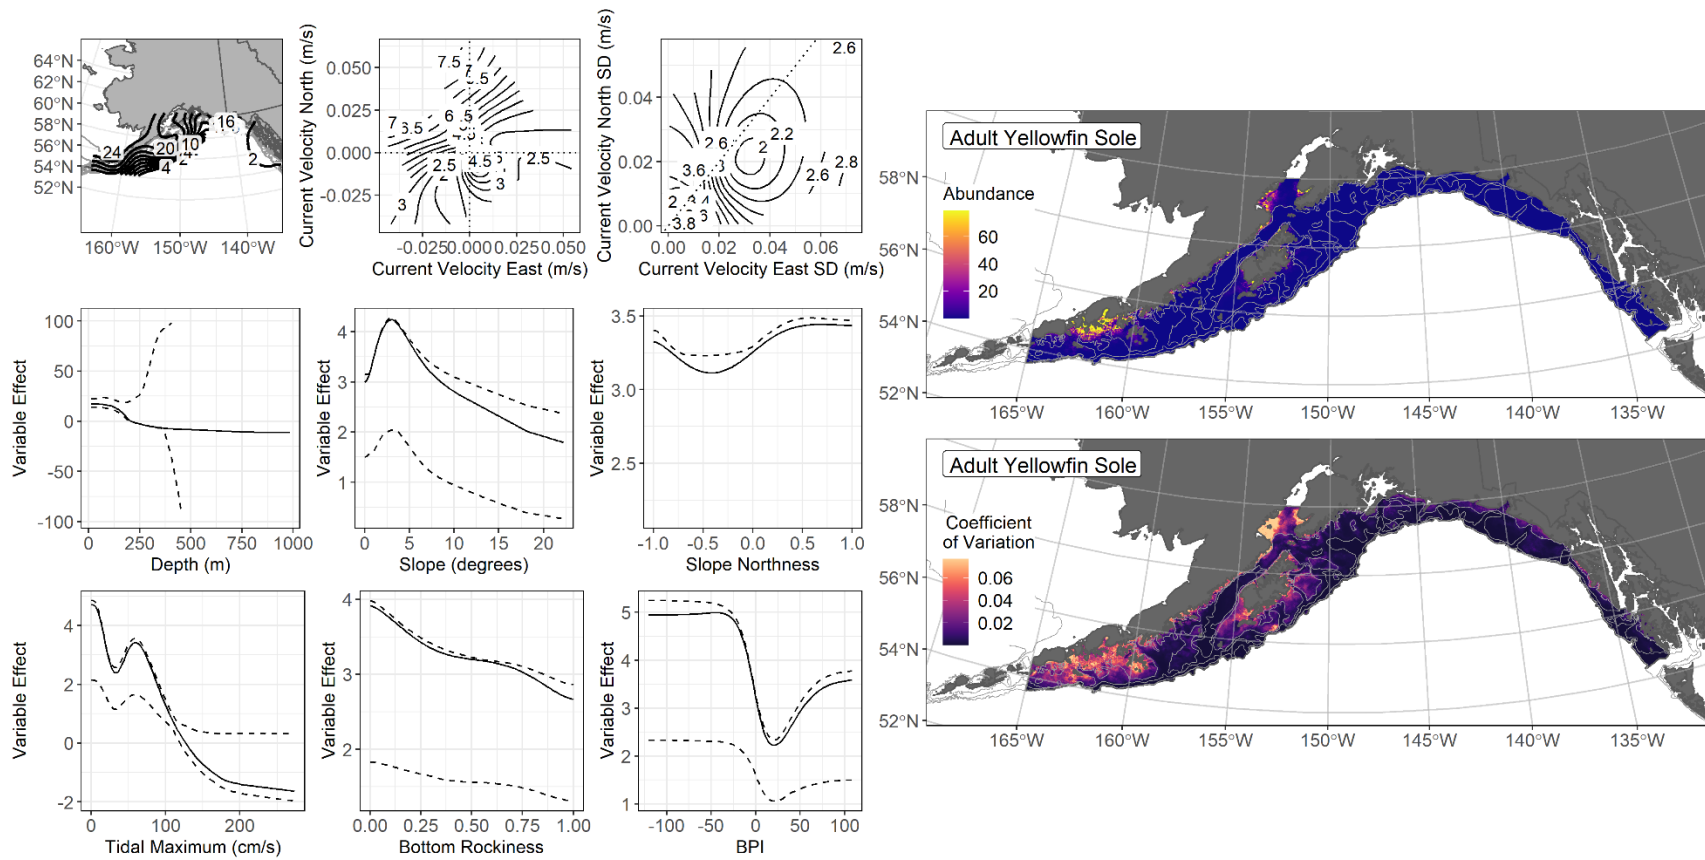 64°N
62°N
60°N
58°N
56°N
54°N
52°N
24
20
10
16
4
2
160°W 150°W 140°W
Current Velocity North (m/s)
0.050
0.025
0.000
-0.025
7.5
6.5
7
2.5
4.5
2.5
3
3
-0.025 0.000 0.025 0.050
Current Velocity East (m/s)
Current Velocity North SD (m/s)
0.04
0.02
0.00
2.6
2.6
2.2
2
2.8
2.6
3.6
3.8
0.00 0.02 0.04 0.06
Current Velocity East SD (m/s)
Variable Effect
100
50
0
-50
-100
0 250 500 750 1000
Depth (m)
Variable Effect
4
3
2
1
0 5 10 15 20
Slope (degrees)
Variable Effect
3.5
3.0
2.5
-1.0 -0.5 0.0 0.5 1.0
Slope Northness
Variable Effect
4
2
0
-2
0 100 200
Tidal Maximum (cm/s)
Variable Effect
4
3
2
0.00 0.25 0.50 0.75 1.00
Bottom Rockiness
Variable Effect
5
4
3
2
1
-100 -50 0 50 100
BPI
Adult Yellowfin Sole
Abundance
60
40
20
58°N
56°N
54°N
52°N
58°N
56°N
54°N
165°W 160°W 155°W 150°W 145°W 140°W 135°W
Adult Yellowfin Sole
Coefficient
of Variation
0.06
0.04
0.02
58°N
56°N
54°N
52°N
58°N
56°N
54°N
165°W 160°W 155°W 150°W 145°W 140°W 135°W